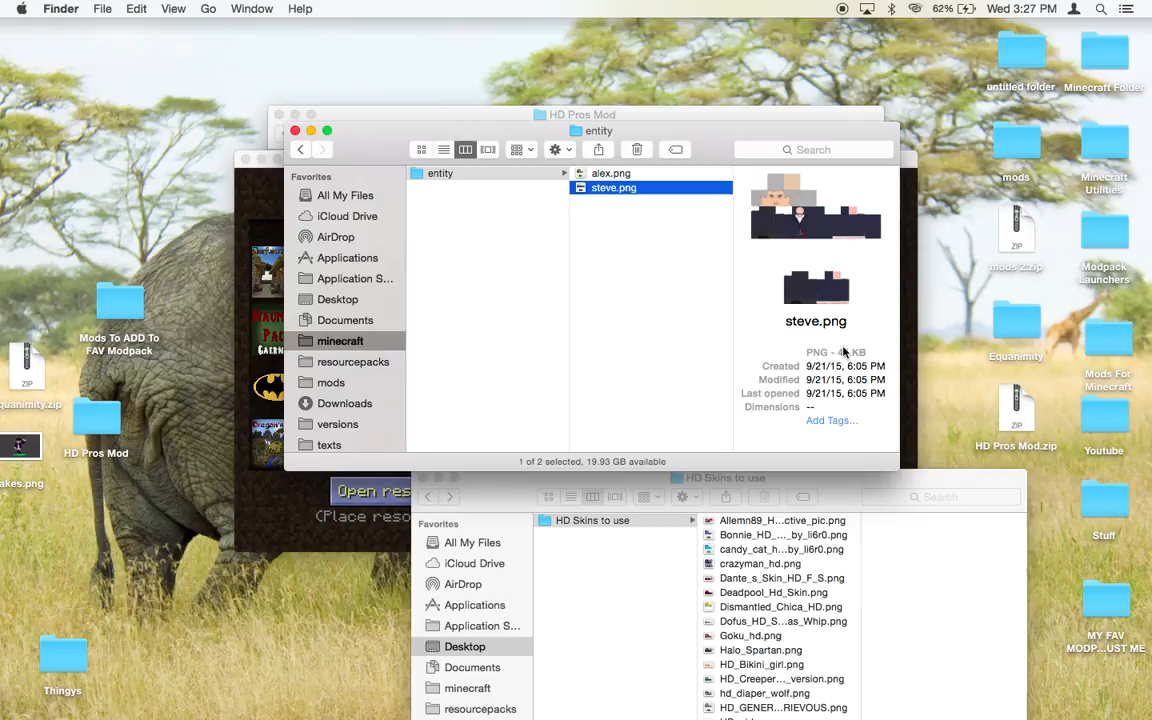 Finder File Edit View Go Window Help 62% Wed 3:27 PM
untitled folder
Minecraft Folder
HD Pros Mod
entity
Search
Favorites
All My Files
iCloud Drive
AirDrop
Applications
Application S...
Desktop
Documents
minecraft
resourcepacks
mods
Downloads
versions
texts
entity
alex.png
steve.png
steve.png
PNG - KB
Created 9/21/15, 6:05 PM
Modified 9/21/15, 6:05 PM
Last opened 9/21/15, 6:05 PM
Dimensions --
Add Tags...
1 of 2 selected, 19.93 GB available
mods
Minecraft
Utilities
ZIP
mods 2.zip
Modpack
Launchers
Equanimity
Mods For
Minecraft
ZIP
HD Pros Mod.zip
Youtube
Stuff
MY FAV
MODP...UST ME
Mods To ADD To
FAV Modpack
ZIP
quanimity.zip
HD Pros Mod
akes.png
Thingys
Open res
(Place reso
HD Skins to use
Search
Favorites
All My Files
iCloud Drive
AirDrop
Applications
Application S...
Desktop
Documents
minecraft
resourcepacks
HD Skins to use
Allemn89_H...ctive_pic.png
Bonnie_HD_...by_li6r0.png
candy_cat_h...by_li6r0.png
crazyman_hd.png
Dante_s_Skin_HD_F_S.png
Deadpool_Hd_Skin.png
Dismantled_Chica_HD.png
Dofus_HD_S...as_Whip.png
Goku_hd.png
Halo_Spartan.png
HD_Bikini_girl.png
HD_Creeper..._version.png
hd_diaper_wolf.png
HD_GENER...RIEVOUS.png